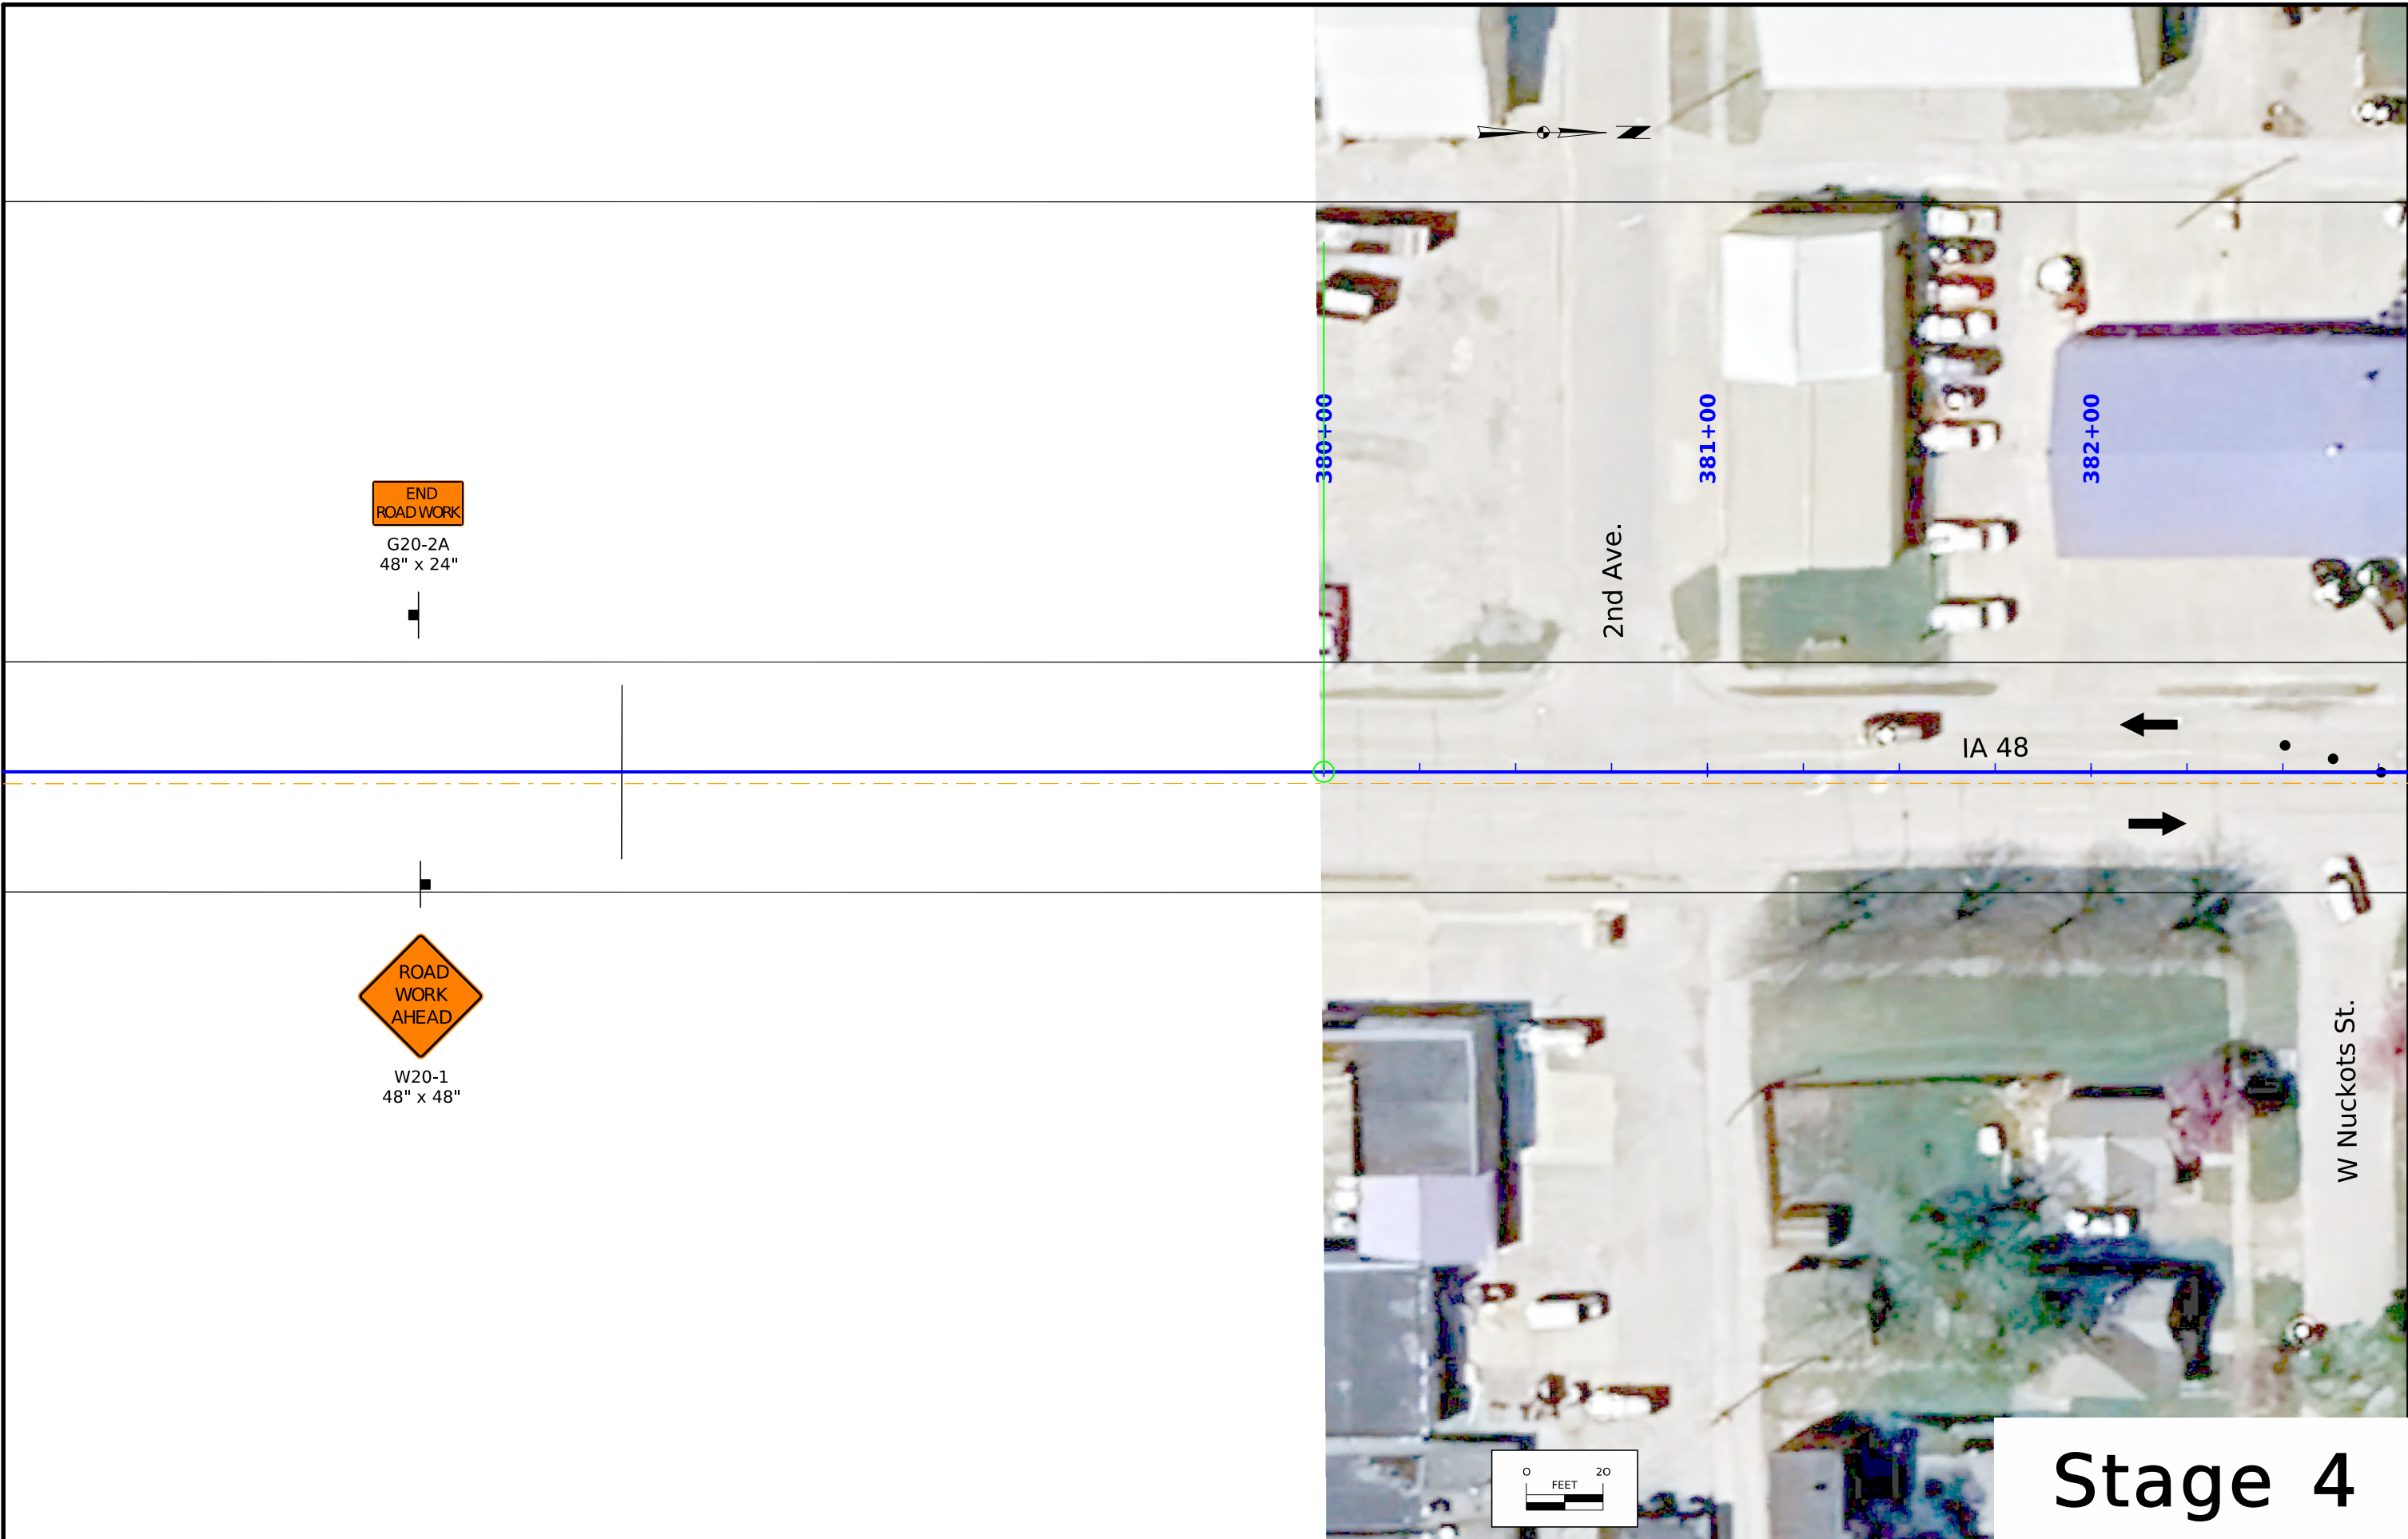 N
380+00
381+00
382+00
END
ROAD WORK
G20-2A
48" x 24"
2nd Ave.
IA 48
ROAD
WORK
AHEAD
W20-1
48" x 48"
W Nuckots St.
0 20
FEET
Stage 4